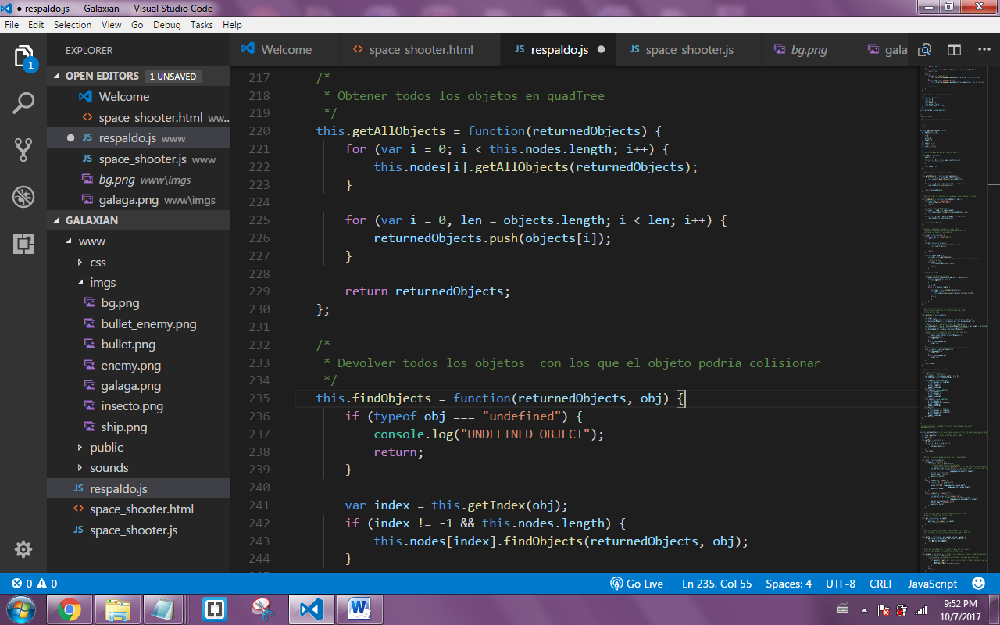 ● respaldo.js — Galaxian — Visual Studio Code
File Edit Selection View Go Debug Tasks Help
1
EXPLORER
OPEN EDITORS 1 UNSAVED
Welcome
space_shooter.html ww...
respaldo.js www
space_shooter.js www
bg.png www\imgs
galaga.png www\imgs
GALAXIAN
www
css
imgs
bg.png
bullet_enemy.png
bullet.png
enemy.png
galaga.png
insecto.png
ship.png
public
sounds
respaldo.js
space_shooter.html
space_shooter.js
Welcome space_shooter.html respaldo.js ● space_shooter.js bg.png gala
217 /*
218 * Obtener todos los objetos en quadTree
219 */
220 this.getAllObjects = function(returnedObjects) {
221 for (var i = 0; i < this.nodes.length; i++) {
222 this.nodes[i].getAllObjects(returnedObjects);
223 }
224
225 for (var i = 0, len = objects.length; i < len; i++) {
226 returnedObjects.push(objects[i]);
227 }
228
229 return returnedObjects;
230 };
231
232 /*
233 * Devolver todos los objetos  con los que el objeto podria colisionar
234 */
235 this.findObjects = function(returnedObjects, obj) {
236 if (typeof obj === "undefined") {
237 console.log("UNDEFINED OBJECT");
238 return;
239 }
240
241 var index = this.getIndex(obj);
242 if (index != -1 && this.nodes.length) {
243 this.nodes[index].findObjects(returnedObjects, obj);
244 }
0 0 Go Live Ln 235, Col 55 Spaces: 4 UTF-8 CRLF JavaScript
9:52 PM
10/7/2017